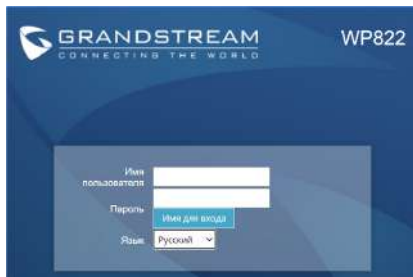 GRANDSTREAM
CONNECTING THE WORLD
WP822
Имя
пользователя
Пароль
Имя для входа
Язык
Русский